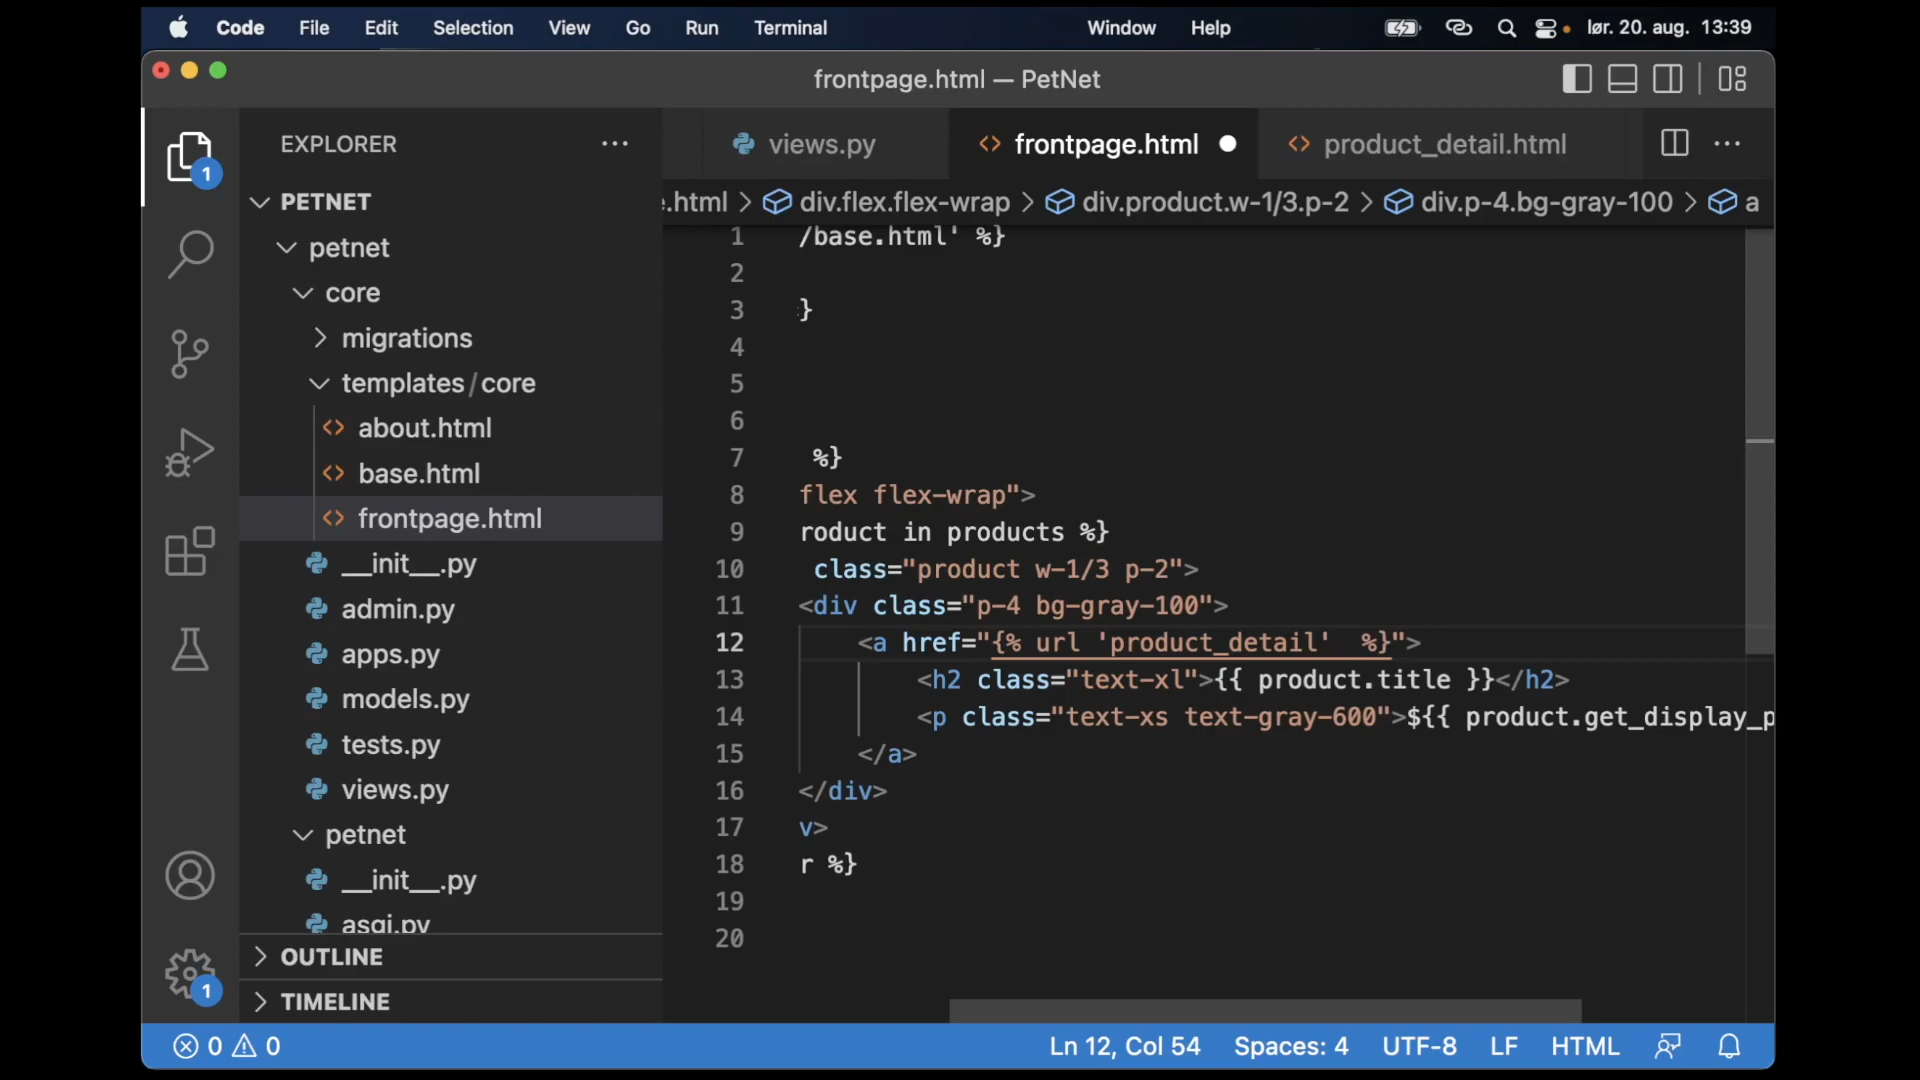 Code File Edit Selection View Go Run Terminal Window Help lør. 20. aug. 13:39
frontpage.html — PetNet
EXPLORER ···
views.py frontpage.html product_detail.html ···
PETNET
.html > div.flex.flex-wrap > div.product.w-1/3.p-2 > div.p-4.bg-gray-100 > a
petnet
core
migrations
templates/core
about.html
base.html
frontpage.html
__init__.py
admin.py
apps.py
models.py
tests.py
views.py
petnet
__init__.py
asgi.py
OUTLINE
TIMELINE
1
1
1 /base.html' %}
2
3 }
4
5
6
7 %}
8 flex flex-wrap">
9 roduct in products %}
10 class="product w-1/3 p-2">
11 <div class="p-4 bg-gray-100">
12 <a href="{% url 'product_detail'  %}">
13 <h2 class="text-xl">{{ product.title }}</h2>
14 <p class="text-xs text-gray-600">${{ product.get_display_p
15 </a>
16 </div>
17 v>
18 r %}
19
20
0 0 Ln 12, Col 54 Spaces: 4 UTF-8 LF HTML